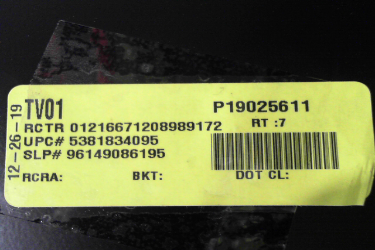 12-26-19
TV01 P19025611
RCTR 01216671208989172 RT :7
UPC# 5381834095
SLP# 96149086195
RCRA: BKT: DOT CL: